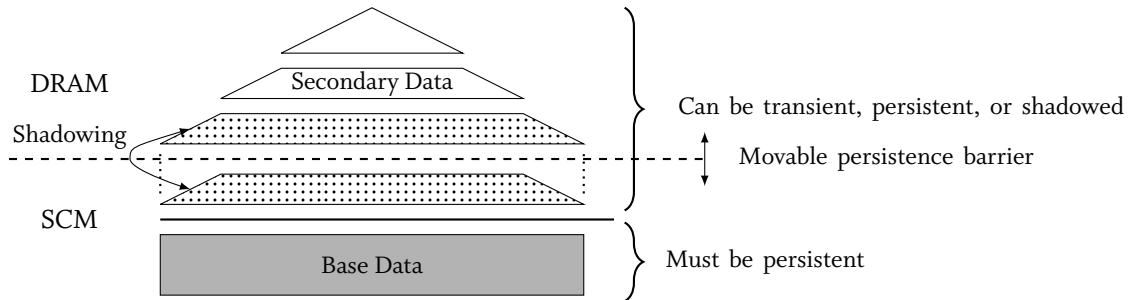 Secondary Data
DRAM
Can be transient, persistent, or shadowed
Shadowing
Movable persistence barrier
SCM
Must be persistent
Base Data